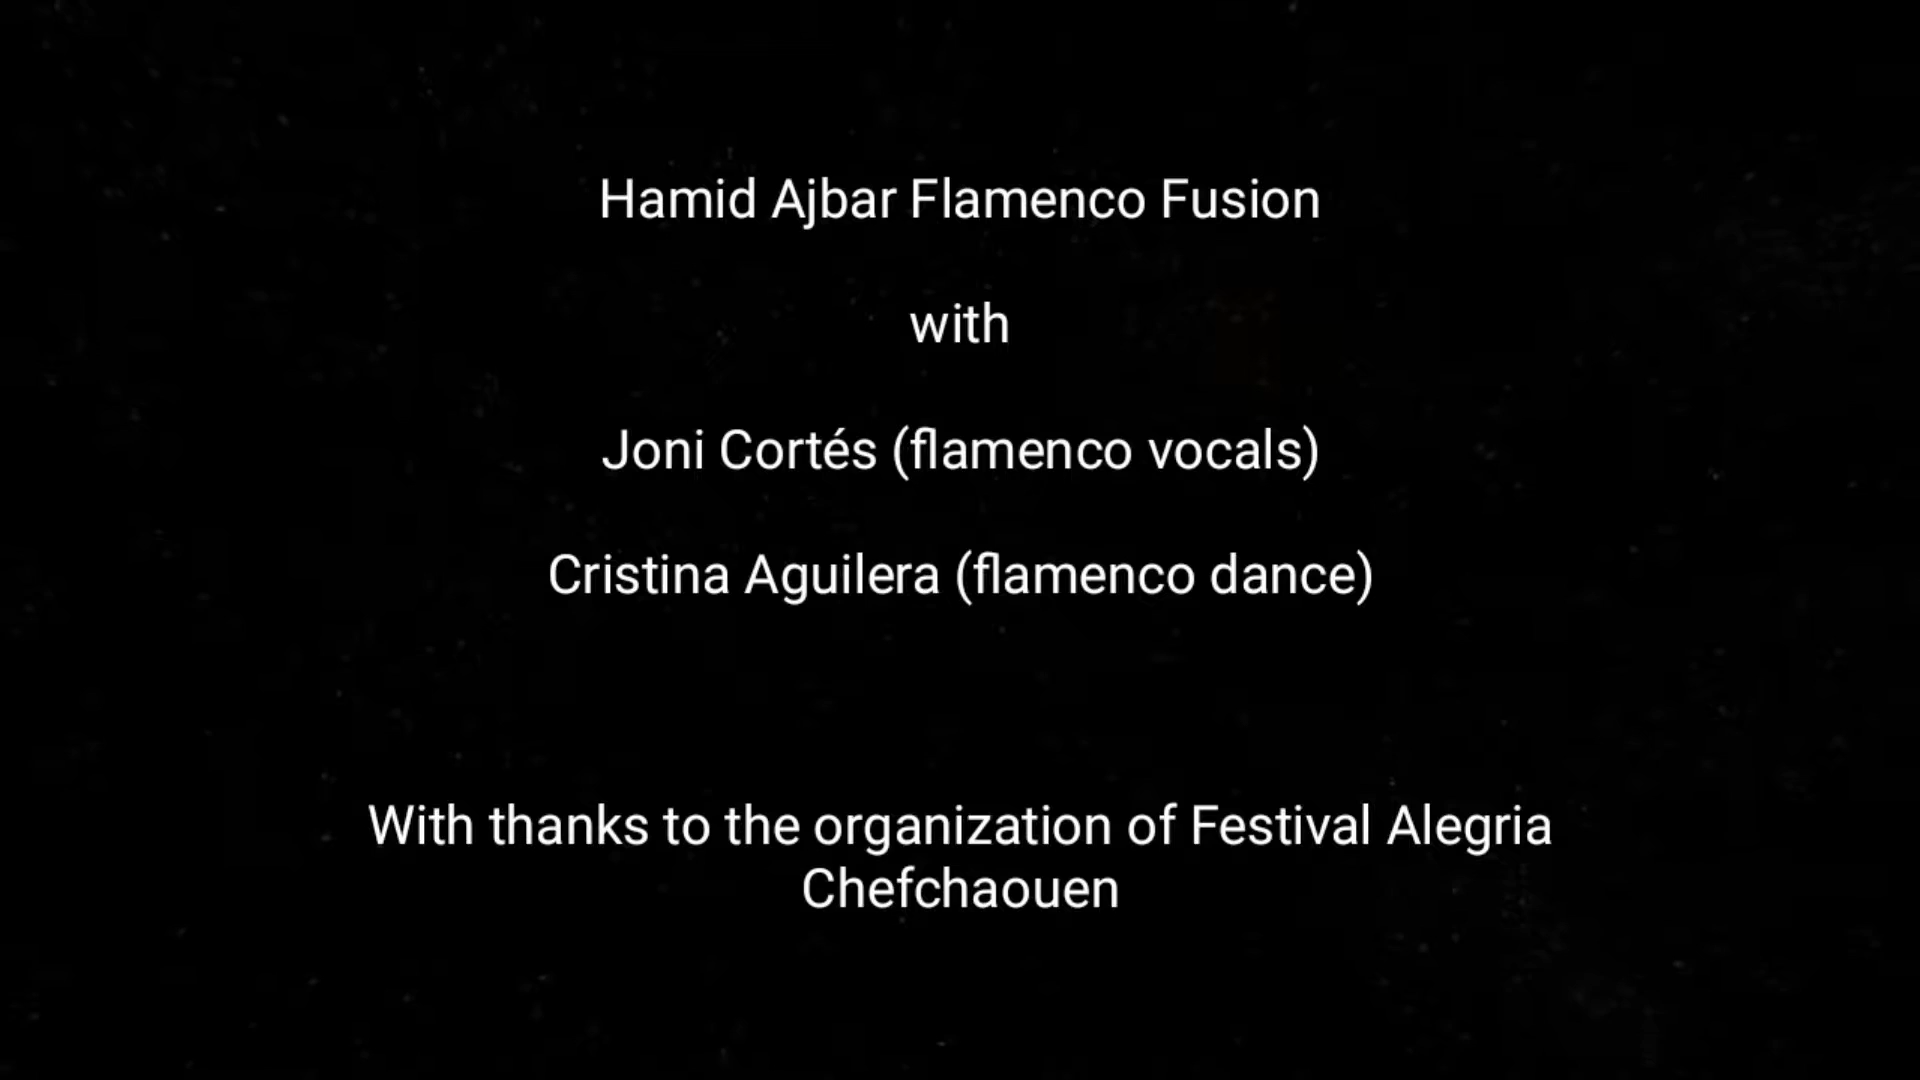 Hamid Ajbar Flamenco Fusion
with
Joni Cortés (flamenco vocals)
Cristina Aguilera (flamenco dance)
With thanks to the organization of Festival Alegria
Chefchaouen